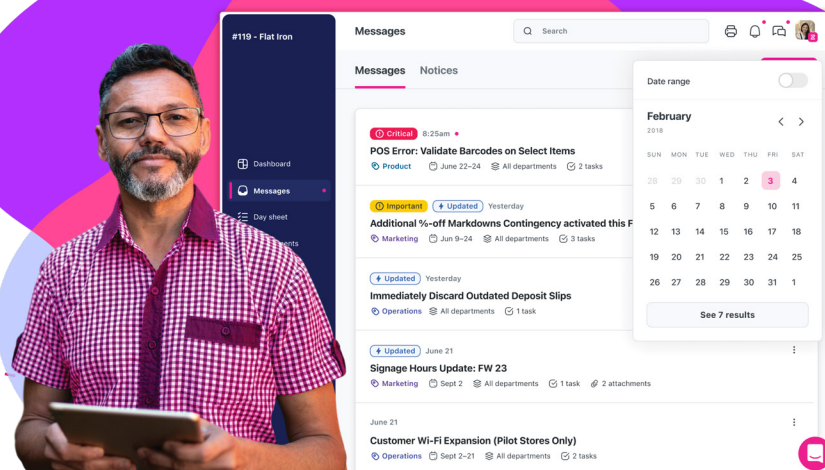 #119 - Flat Iron
Messages
Search
Messages Notices
Dashboard
Messages
Day sheet
Critical 8:25am
POS Error: Validate Barcodes on Select Items
Product June 22–24 All departments 2 tasks
Important Updated Yesterday
Additional %-off Markdowns Contingency activated this
Marketing Jun 9–24 All departments 3 tasks
Updated Yesterday
Immediately Discard Outdated Deposit Slips
Operations All departments 1 task
Updated June 21
Signage Hours Update: FW 23
Marketing Sept 2 All departments 1 task 2 attachments
June 21
Customer Wi-Fi Expansion (Pilot Stores Only)
Operations Sept 2–21 All departments 2 tasks
Date range
February
2018
SUN MON TUE WED THU FRI SAT
28 29 30 1 2 3 4
5 6 7 8 9 10 11
12 13 14 15 16 17 18
19 20 21 22 23 24 25
26 27 28 29 30 31 1
See 7 results